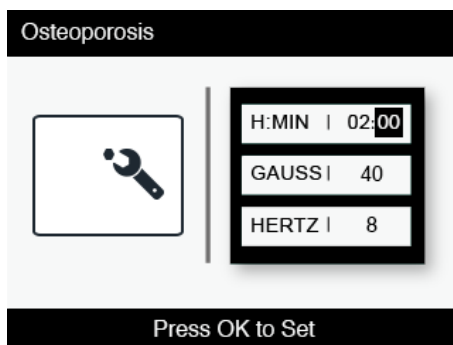 Osteoporosis
H:MIN | 02:00
GAUSS | 40
HERTZ | 8
Press OK to Set